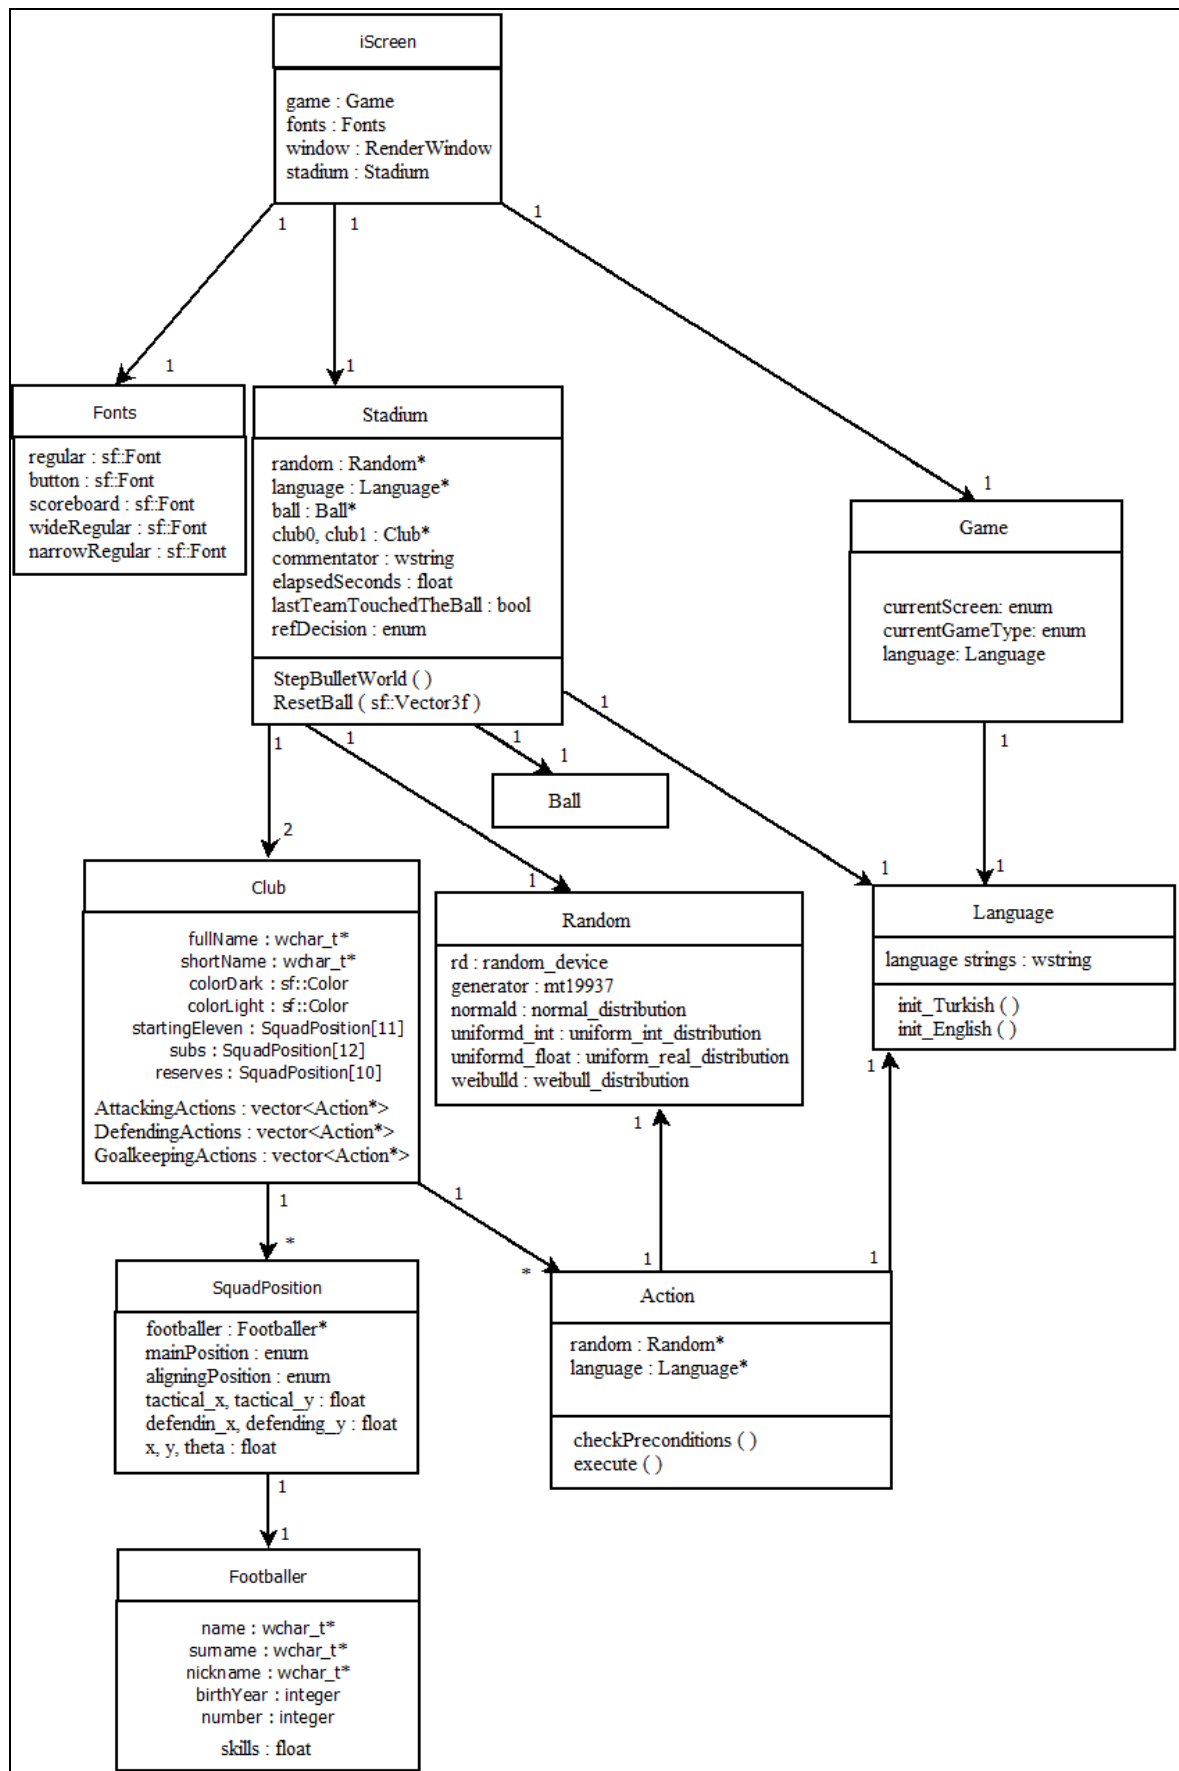 iScreen
game : Game
fonts : Fonts
window : RenderWindow
stadium : Stadium
1
1
1
1
1
1
Fonts
regular : sf::Font
button : sf::Font
scoreboard : sf::Font
wideRegular : sf::Font
narrowRegular : sf::Font
Stadium
random : Random*
language : Language*
ball : Ball*
club0, club1 : Club*
commentator : wstring
elapsedSeconds : float
lastTeamTouchedTheBall : bool
refDecision : enum
StepBulletWorld ( )
ResetBall ( sf::Vector3f )
Game
currentScreen: enum
currentGameType: enum
language: Language
1
1
1
1
1
1
Ball
2
1
1
1
Club
fullName : wchar_t*
shortName : wchar_t*
colorDark : sf::Color
colorLight : sf::Color
startingEleven : SquadPosition[11]
subs : SquadPosition[12]
reserves : SquadPosition[10]
AttackingActions : vector<Action*>
DefendingActions : vector<Action*>
GoalkeepingActions : vector<Action*>
Random
rd : random_device
generator : mt19937
normald : normal_distribution
uniformd_int : uniform_int_distribution
uniformd_float : uniform_real_distribution
weibulld : weibull_distribution
Language
language strings : wstring
init_Turkish ( )
init_English ( )
1
1
1
1
*
*
1
1
SquadPosition
footballer : Footballer*
mainPosition : enum
aligningPosition : enum
tactical_x, tactical_y : float
defendin_x, defending_y : float
x, y, theta : float
Action
random : Random*
language : Language*
checkPreconditions ( )
execute ( )
1
1
Footballer
name : wchar_t*
surname : wchar_t*
nickname : wchar_t*
birthYear : integer
number : integer
skills : float